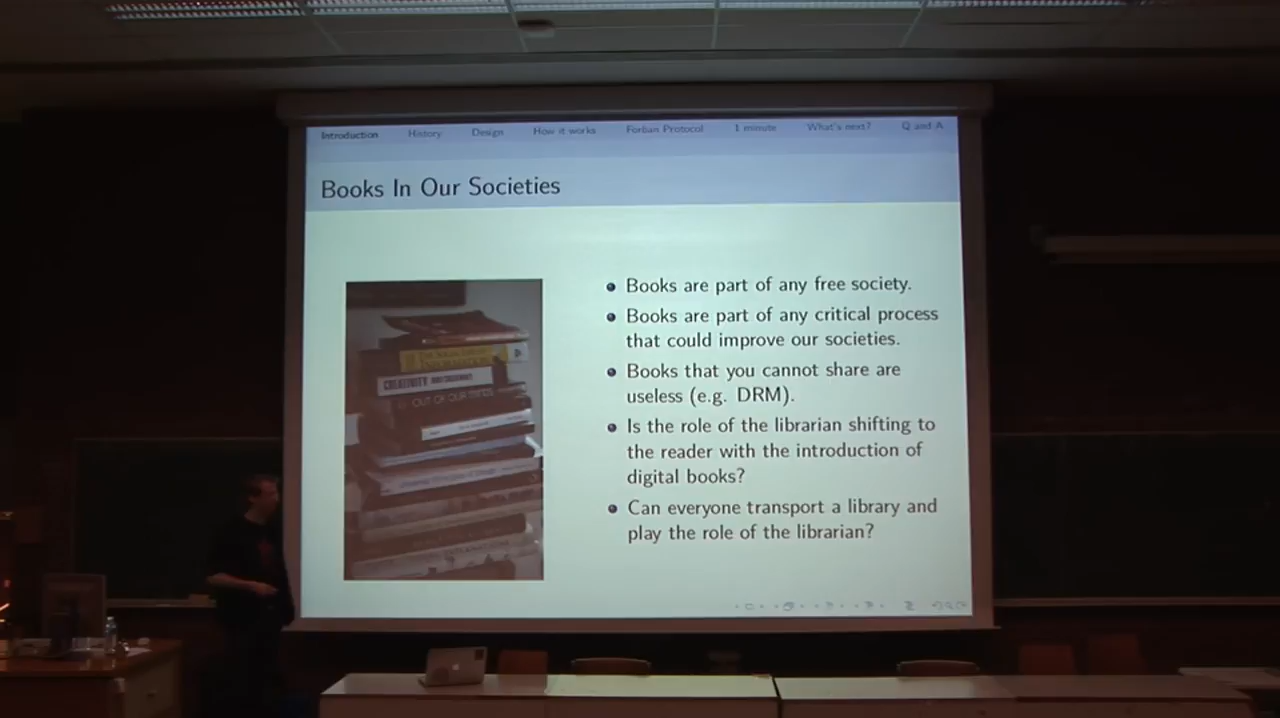 Introduction History Design How it works Forban Protocol 1 minute What's next? Q and A
Books In Our Societies
Books are part of any free society.
Books are part of any critical process
that could improve our societies.
Books that you cannot share are
useless (e.g. DRM).
Is the role of the librarian shifting to
the reader with the introduction of
digital books?
Can everyone transport a library and
play the role of the librarian?
CREATIVITY
OUT OF OUR MINDS